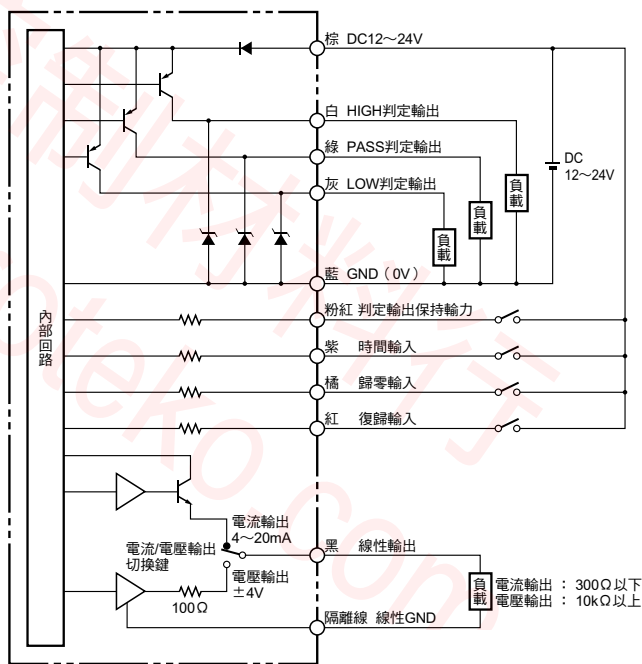 棕 DC12～24V
白 HIGH判定輸出
綠 PASS判定輸出
灰 LOW判定輸出
負載
負載
負載
DC
12～24V
藍 GND（0V）
內部回路
粉紅 判定輸出保持輸力
紫 時間輸入
橘 歸零輸入
紅 復歸輸入
電流輸出
4～20mA
電流/電壓輸出
切換鍵
黑 線性輸出
電壓輸出
±4V
100Ω
負載
電流輸出 ： 300Ω以下
電壓輸出 ： 10kΩ以上
隔離線 線性GND
制材料行
oteko.com